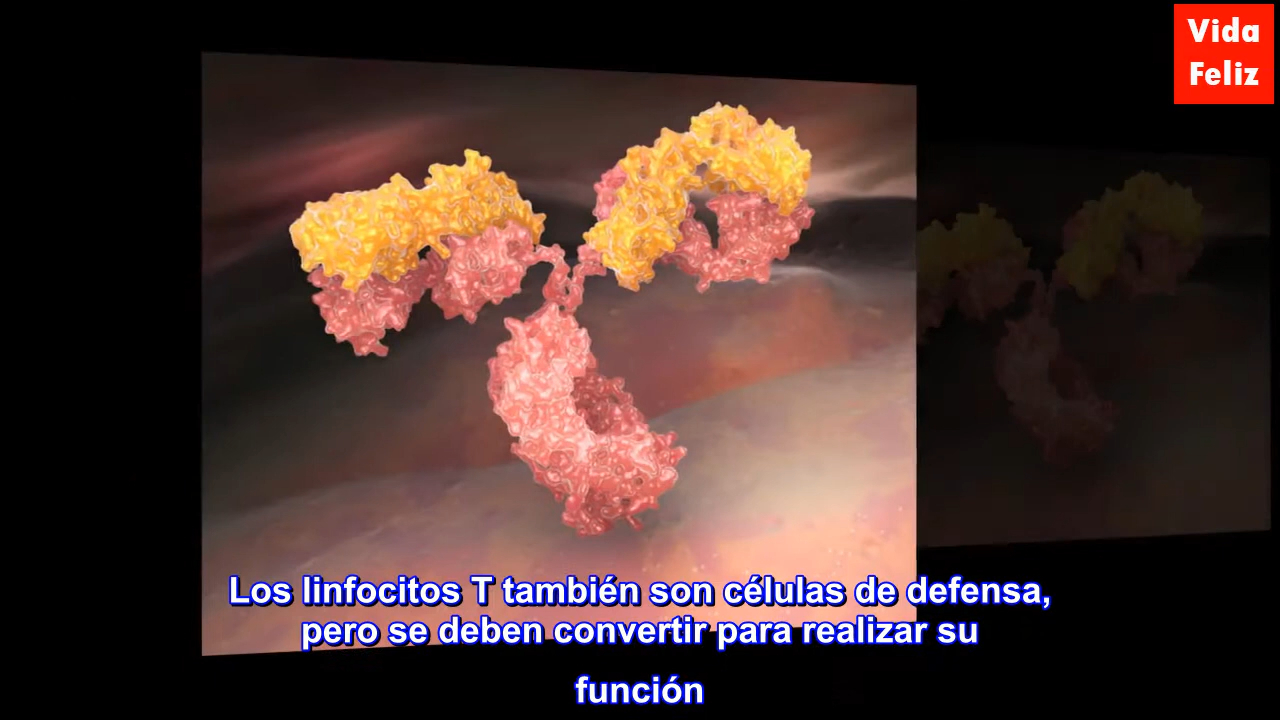 Vida
Feliz
Los linfocitos T también son células de defensa,
pero se deben convertir para realizar su
función